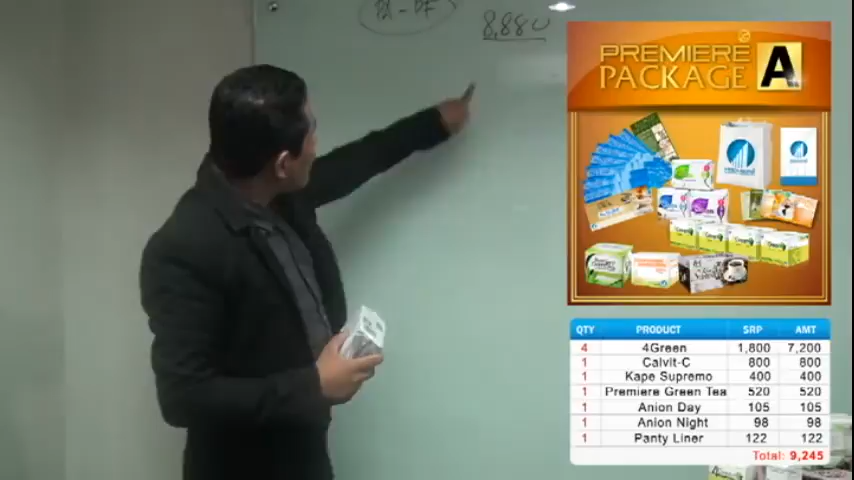 8,880
PREMIERE
PACKAGE A
QTY PRODUCT SRP AMT
4 4Green 1,800 7,200
1 Calvit-C 800 800
1 Kape Supremo 400 400
1 Premiere Green Tea 520 520
1 Anion Day 105 105
1 Anion Night 98 98
1 Panty Liner 122 122
Total: 9,245